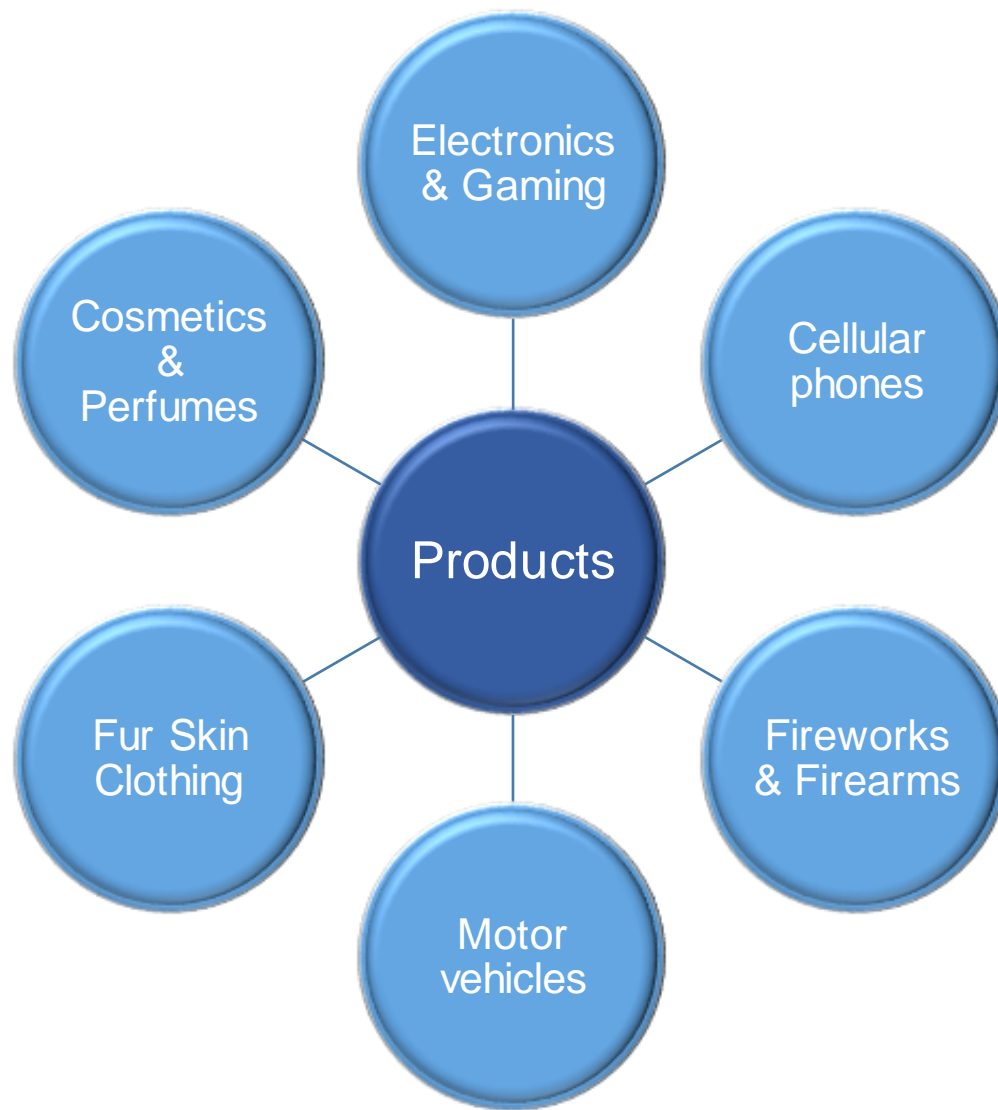 Electronics
& Gaming
Cosmetics
&
Perfumes
Cellular
phones
Products
Fur Skin
Clothing
Fireworks
& Firearms
Motor
vehicles